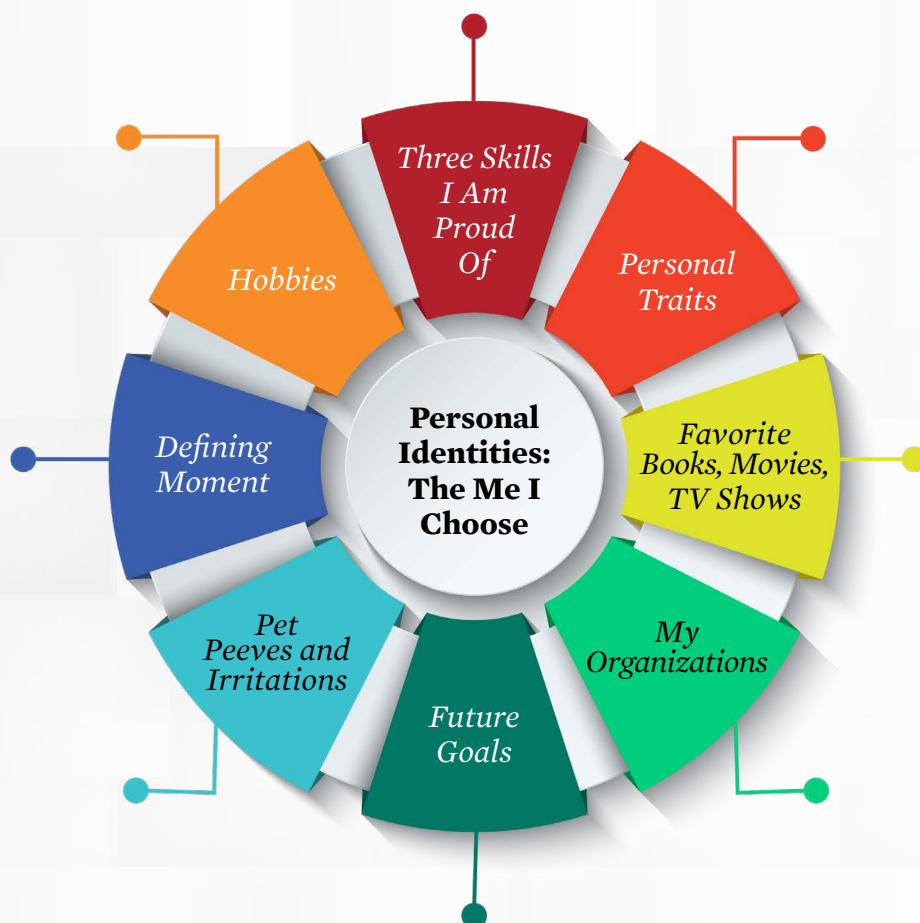 Three Skills
I Am
Proud
Of
Personal
Traits
Favorite
Books, Movies,
TV Shows
My
Organizations
Future
Goals
Pet
Peeves and
Irritations
Defining
Moment
Hobbies
Personal
Identities:
The Me I
Choose